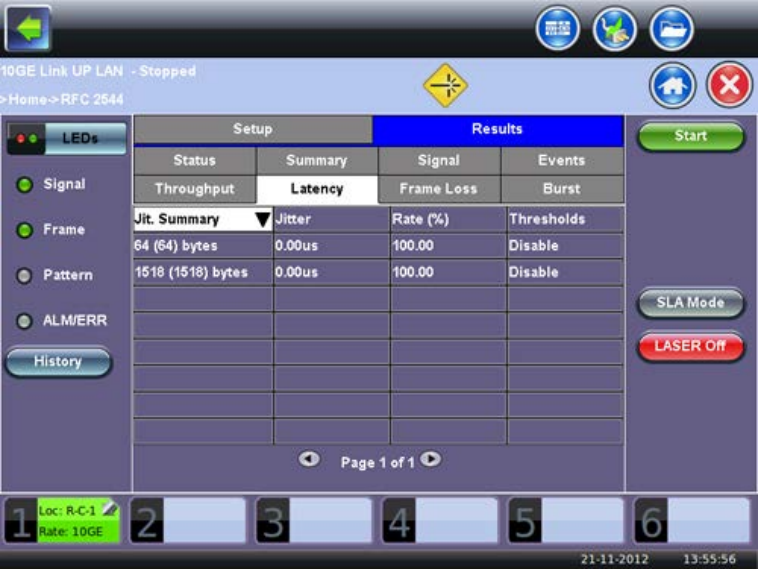 10GE Link UP LAN - Stopped
>Home->RFC 2544
LEDs
Signal
Frame
Pattern
ALM/ERR
History
Setup Results
Status Summary Signal Events
Throughput Latency Frame Loss Burst
Jit. Summary Jitter Rate (%) Thresholds
64 (64) bytes 0.00us 100.00 Disable
1518 (1518) bytes 0.00us 100.00 Disable
Page 1 of 1
Start
SLA Mode
LASER Off
1 Loc: R-C-1 2 3 4 5 6
Rate: 10GE
21-11-2012 13:55:56